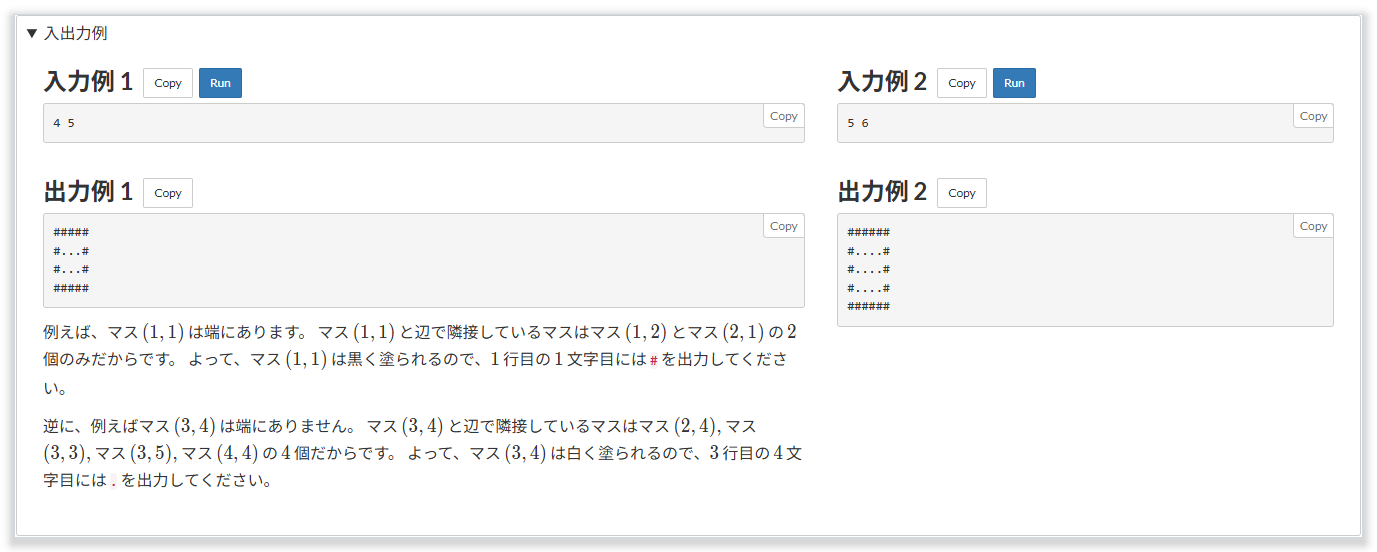 ▼ 入出力例
入力例 1 Copy Run
Copy
4 5
出力例 1 Copy
Copy
#####
#...#
#...#
#####
例えば、マス (1, 1) は端にあります。 マス (1, 1) と辺で隣接しているマスはマス (1, 2) とマス (2, 1) の 2
個のみだからです。 よって、マス (1, 1) は黒く塗られるので、1 行目の 1 文字目には # を出力してくださ
い。
逆に、例えばマス (3, 4) は端にありません。 マス (3, 4) と辺で隣接しているマスはマス (2, 4), マス
(3, 3), マス (3, 5), マス (4, 4) の 4 個だからです。 よって、マス (3, 4) は白く塗られるので、3 行目の 4 文
字目には . を出力してください。
入力例 2 Copy Run
Copy
5 6
出力例 2 Copy
Copy
######
#....#
#....#
#....#
######